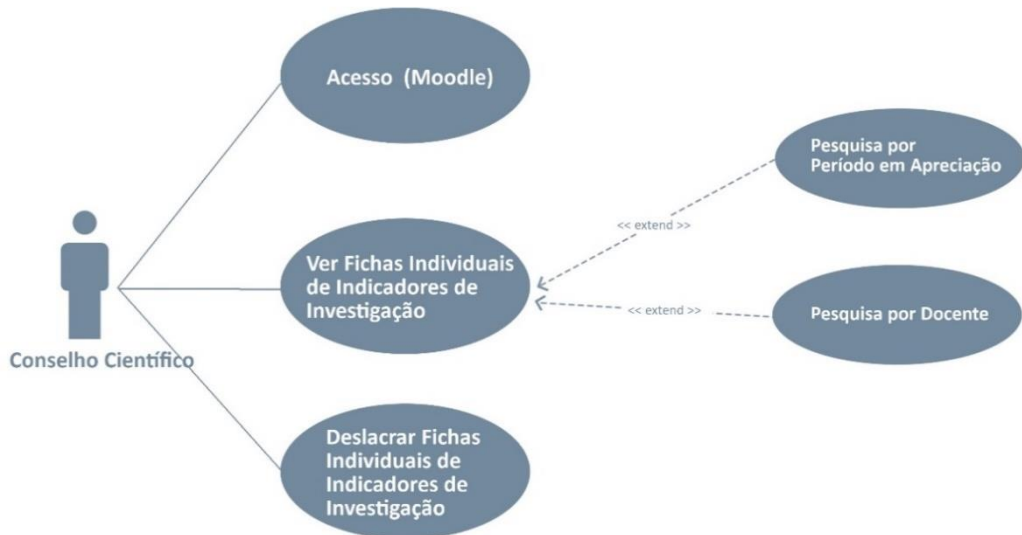 Acesso (Moodle)
Pesquisa por
Período em Apreciação
<< extend >>
Ver Fichas Individuais
de Indicadores de
Investigação
<< extend >>
Pesquisa por Docente
Conselho Científico
Deslacrar Fichas
Individuais de
Indicadores de
Investigação